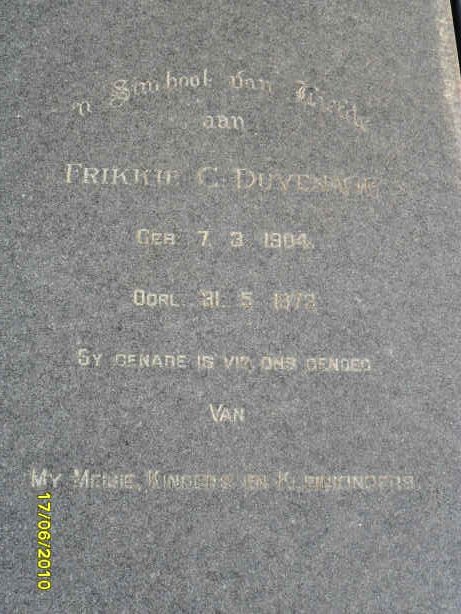 'n Simbool van Liefde
aan
FRIKKIE C. DUVENAGE
GEB. 7. 3. 1904.
OORL. 31. 5. 1973
SY GENADE IS VIR ONS GENOEG
VAN
MY MEISIE, KINDERS EN KLEINKINDERS.
17/06/2010